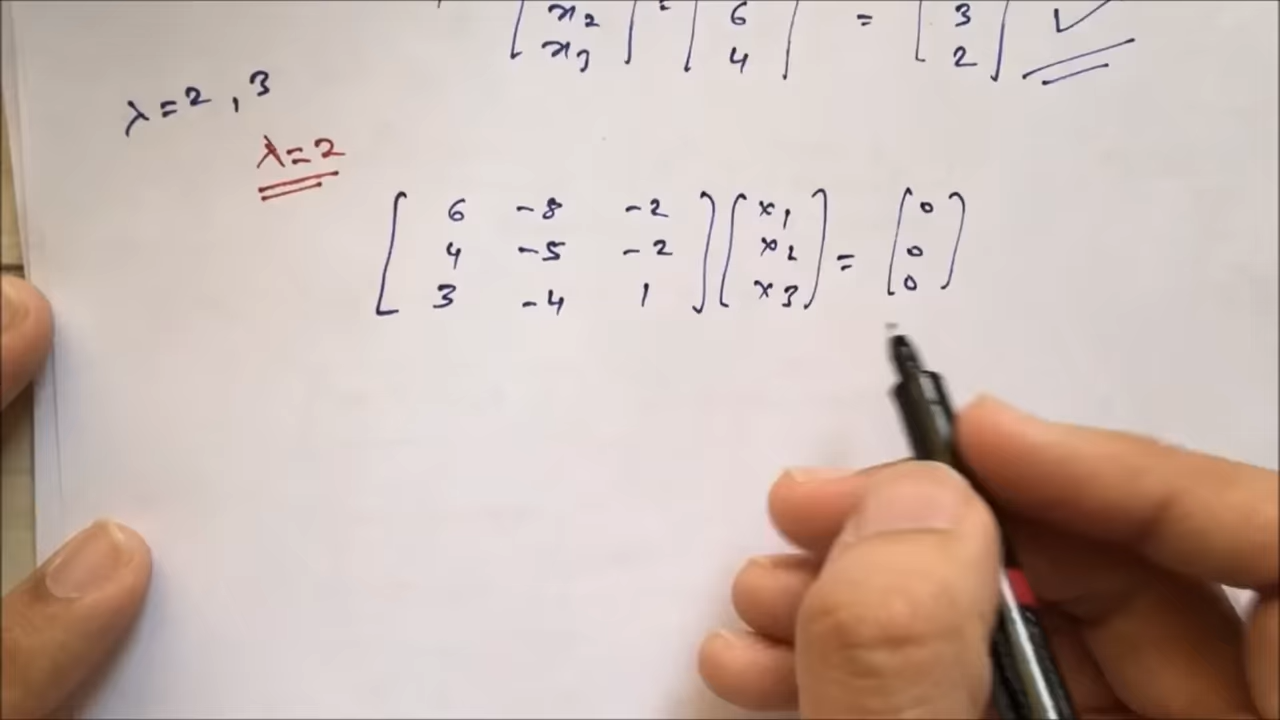 [x2] = [6] = [3] ✓
[x3] [4] [2]
λ=2 , 3
λ=2
[6 -8 -2] [x1] = [0]
[4 -5 -2] [x2] [0]
[3 -4 1] [x3] [0]